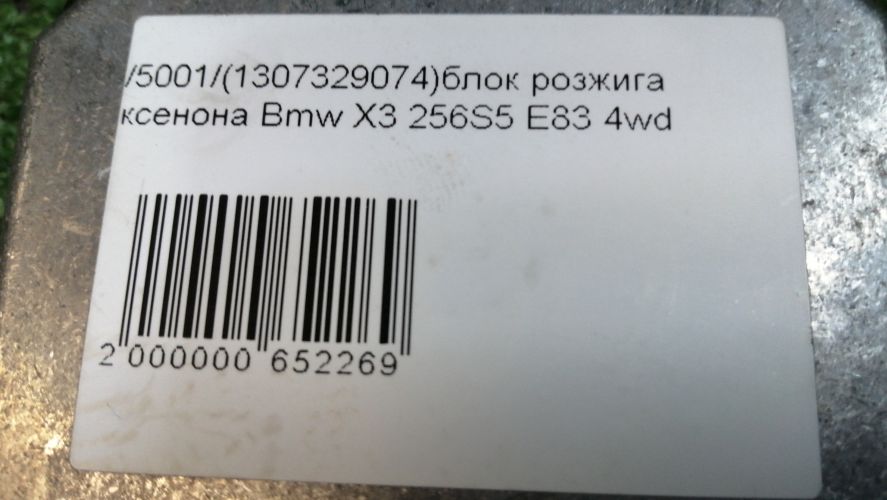 /5001/(1307329074)блок розжига
ксенона Bmw X3 256S5 E83 4wd
2 000000 652269